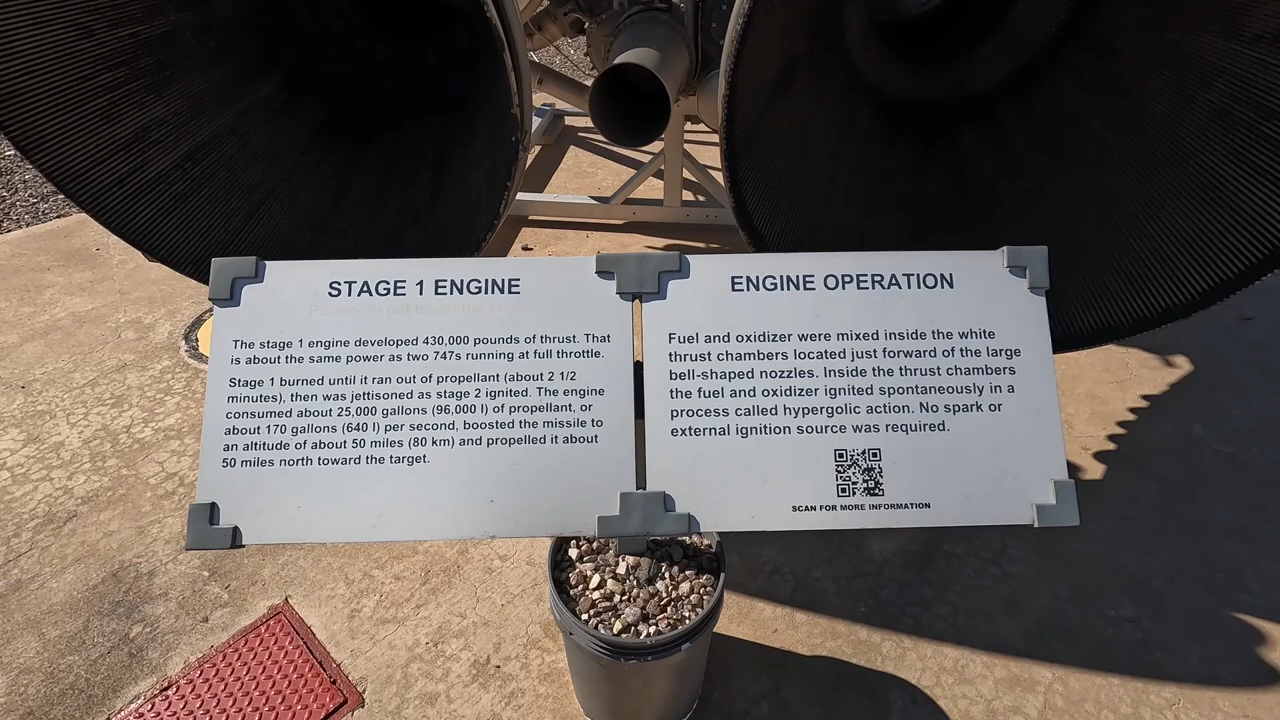 STAGE 1 ENGINE
Please do not touch the
The stage 1 engine developed 430,000 pounds of thrust. That
is about the same power as two 747s running at full throttle.
Stage 1 burned until it ran out of propellant (about 2 1/2
minutes), then was jettisoned as stage 2 ignited. The engine
consumed about 25,000 gallons (96,000 l) of propellant, or
about 170 gallons (640 l) per second, boosted the missile to
an altitude of about 50 miles (80 km) and propelled it about
50 miles north toward the target.
ENGINE OPERATION
Fuel and oxidizer were mixed inside the white
thrust chambers located just forward of the large
bell-shaped nozzles. Inside the thrust chambers
the fuel and oxidizer ignited spontaneously in a
process called hypergolic action. No spark or
external ignition source was required.
SCAN FOR MORE INFORMATION